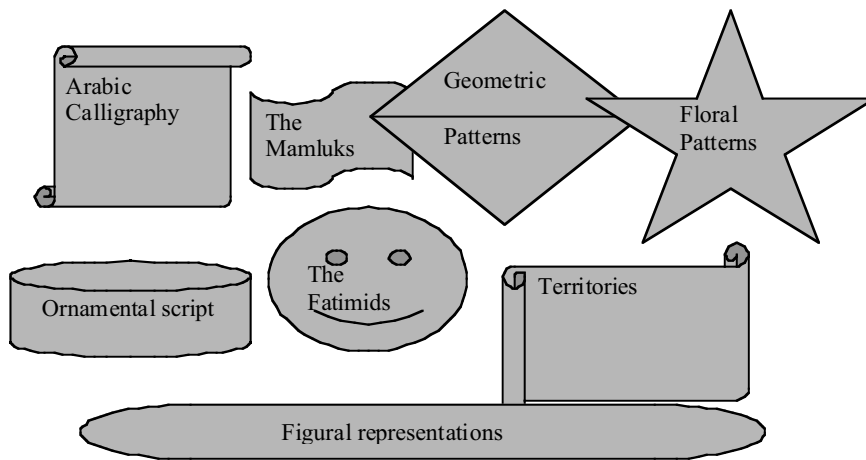 Arabic
Calligraphy
The
Mamluks
Geometric
Patterns
Floral
Patterns
Ornamental script
The
Fatimids
Territories
Figural representations